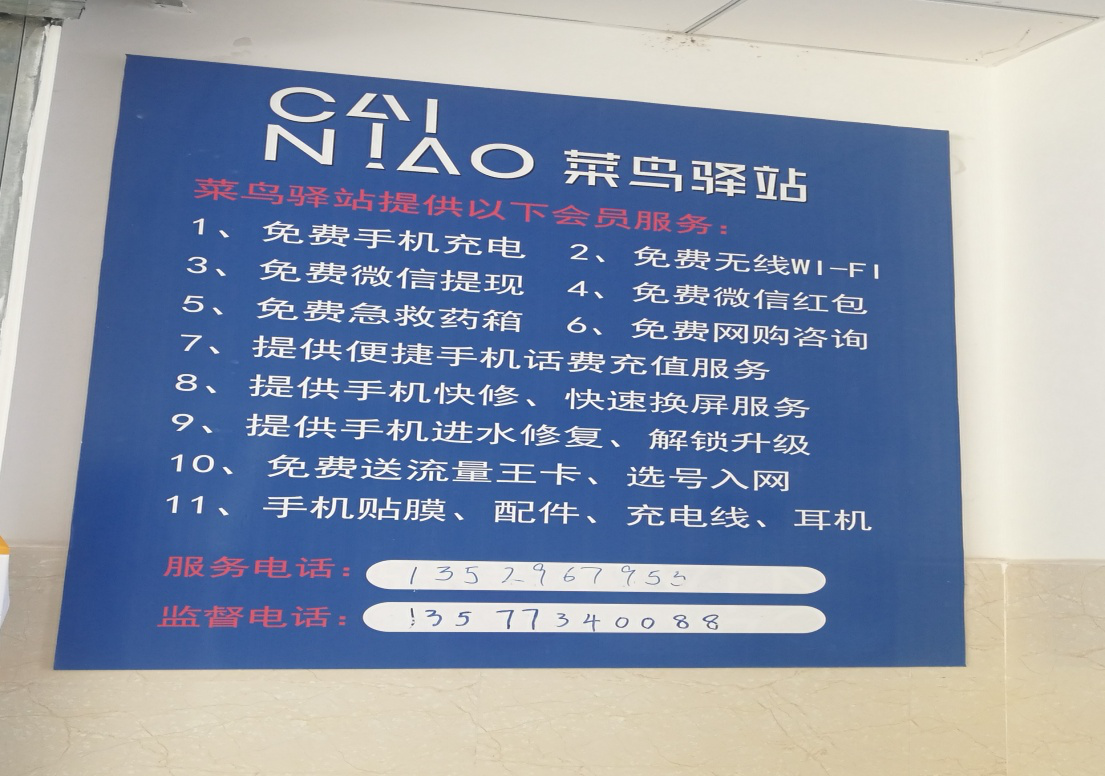 CAI
NIAO 菜鸟驿站
菜鸟驿站提供以下会员服务:
1、免费手机充电 2、免费无线WI-FI
3、免费微信提现 4、免费微信红包
5、免费急救药箱 6、免费网购咨询
7、提供便捷手机话费充值服务
8、提供手机快修、快速换屏服务
9、提供手机进水修复、解锁升级
10、免费送流量王卡、选号入网
11、手机贴膜、配件、充电线、耳机
服务电话: 1352967955
监督电话: 13577340088